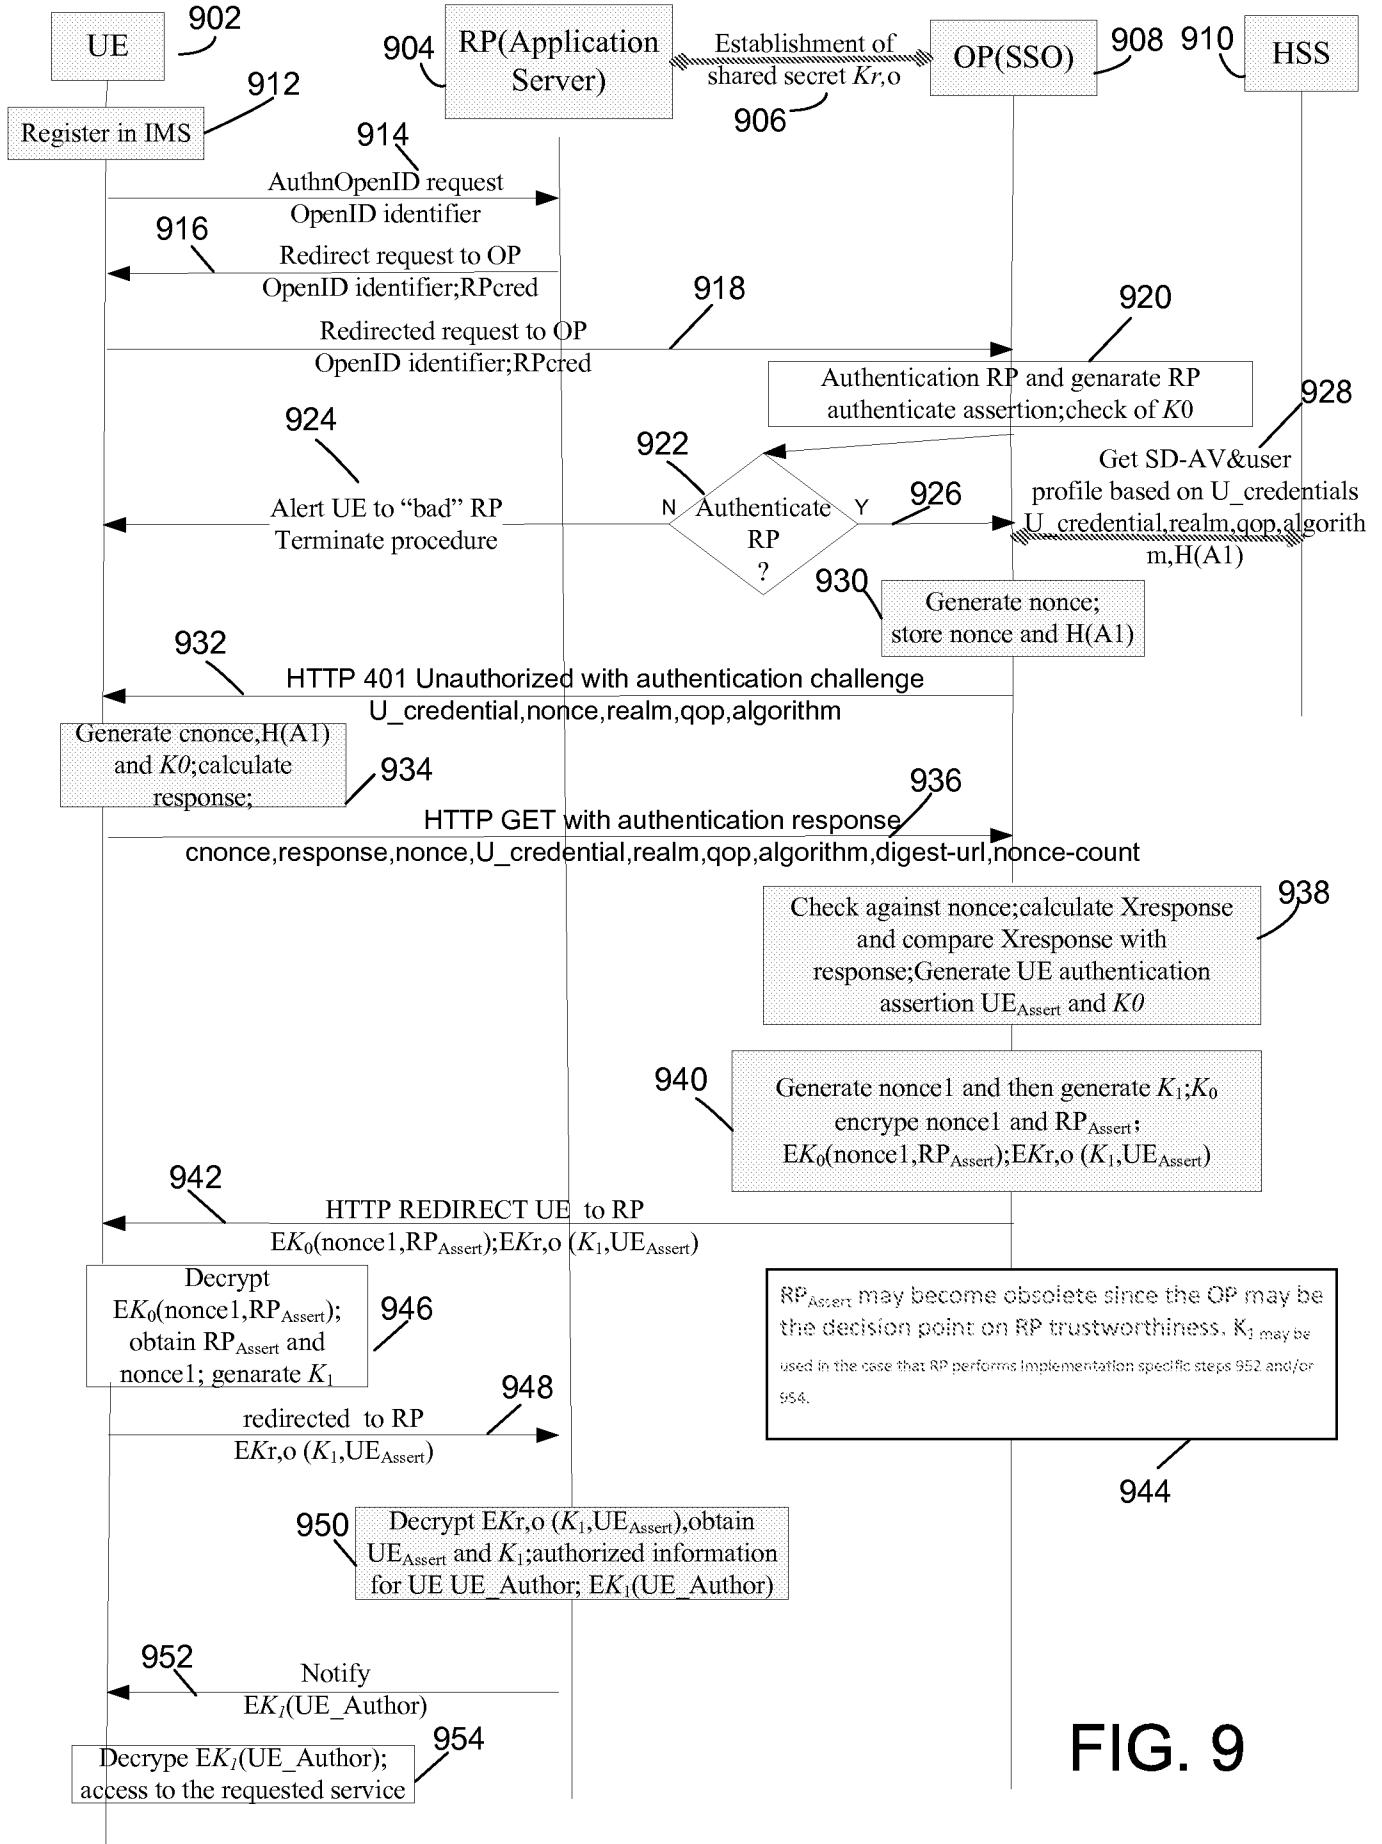 UE
902
904
RP(Application
Server)
Establishment of
shared secret Kr,o
906
OP(SSO)
908
910
HSS
912
Register in IMS
914
AuthnOpenID request
OpenID identifier
916
Redirect request to OP
OpenID identifier;RPcred
918
Redirected request to OP
OpenID identifier;RPcred
920
Authentication RP and genarate RP
authenticate assertion;check of K0
928
924
922
Get SD-AV&user
profile based on U_credentials
U_credential,realm,qop,algorith
m,H(A1)
Alert UE to “bad” RP
Terminate procedure
N
Authenticate
RP
?
Y
926
930
Generate nonce;
store nonce and H(A1)
932
HTTP 401 Unauthorized with authentication challenge
U_credential,nonce,realm,qop,algorithm
Generate cnonce,H(A1)
and K0;calculate
response;
934
936
HTTP GET with authentication response
cnonce,response,nonce,U_credential,realm,qop,algorithm,digest-url,nonce-count
938
Check against nonce;calculate Xresponse
and compare Xresponse with
response;Generate UE authentication
assertion UEAssert and K0
940
Generate nonce1 and then generate K1;K0
encrype nonce1 and RPAssert;
EK0(nonce1,RPAssert);EKr,o (K1,UEAssert)
942
HTTP REDIRECT UE to RP
EK0(nonce1,RPAssert);EKr,o (K1,UEAssert)
Decrypt
EK0(nonce1,RPAssert);
obtain RPAssert and
nonce1; genarate K1
946
RPAssert may become obsolete since the OP may be
the decision point on RP trustworthiness. K1 may be
used in the case that RP performs implementation specific steps 952 and/or
954.
944
948
redirected to RP
EKr,o (K1,UEAssert)
950
Decrypt EKr,o (K1,UEAssert),obtain
UEAssert and K1;authorized information
for UE UE_Author; EK1(UE_Author)
952
Notify
EK1(UE_Author)
954
Decrype EK1(UE_Author);
access to the requested service
FIG. 9